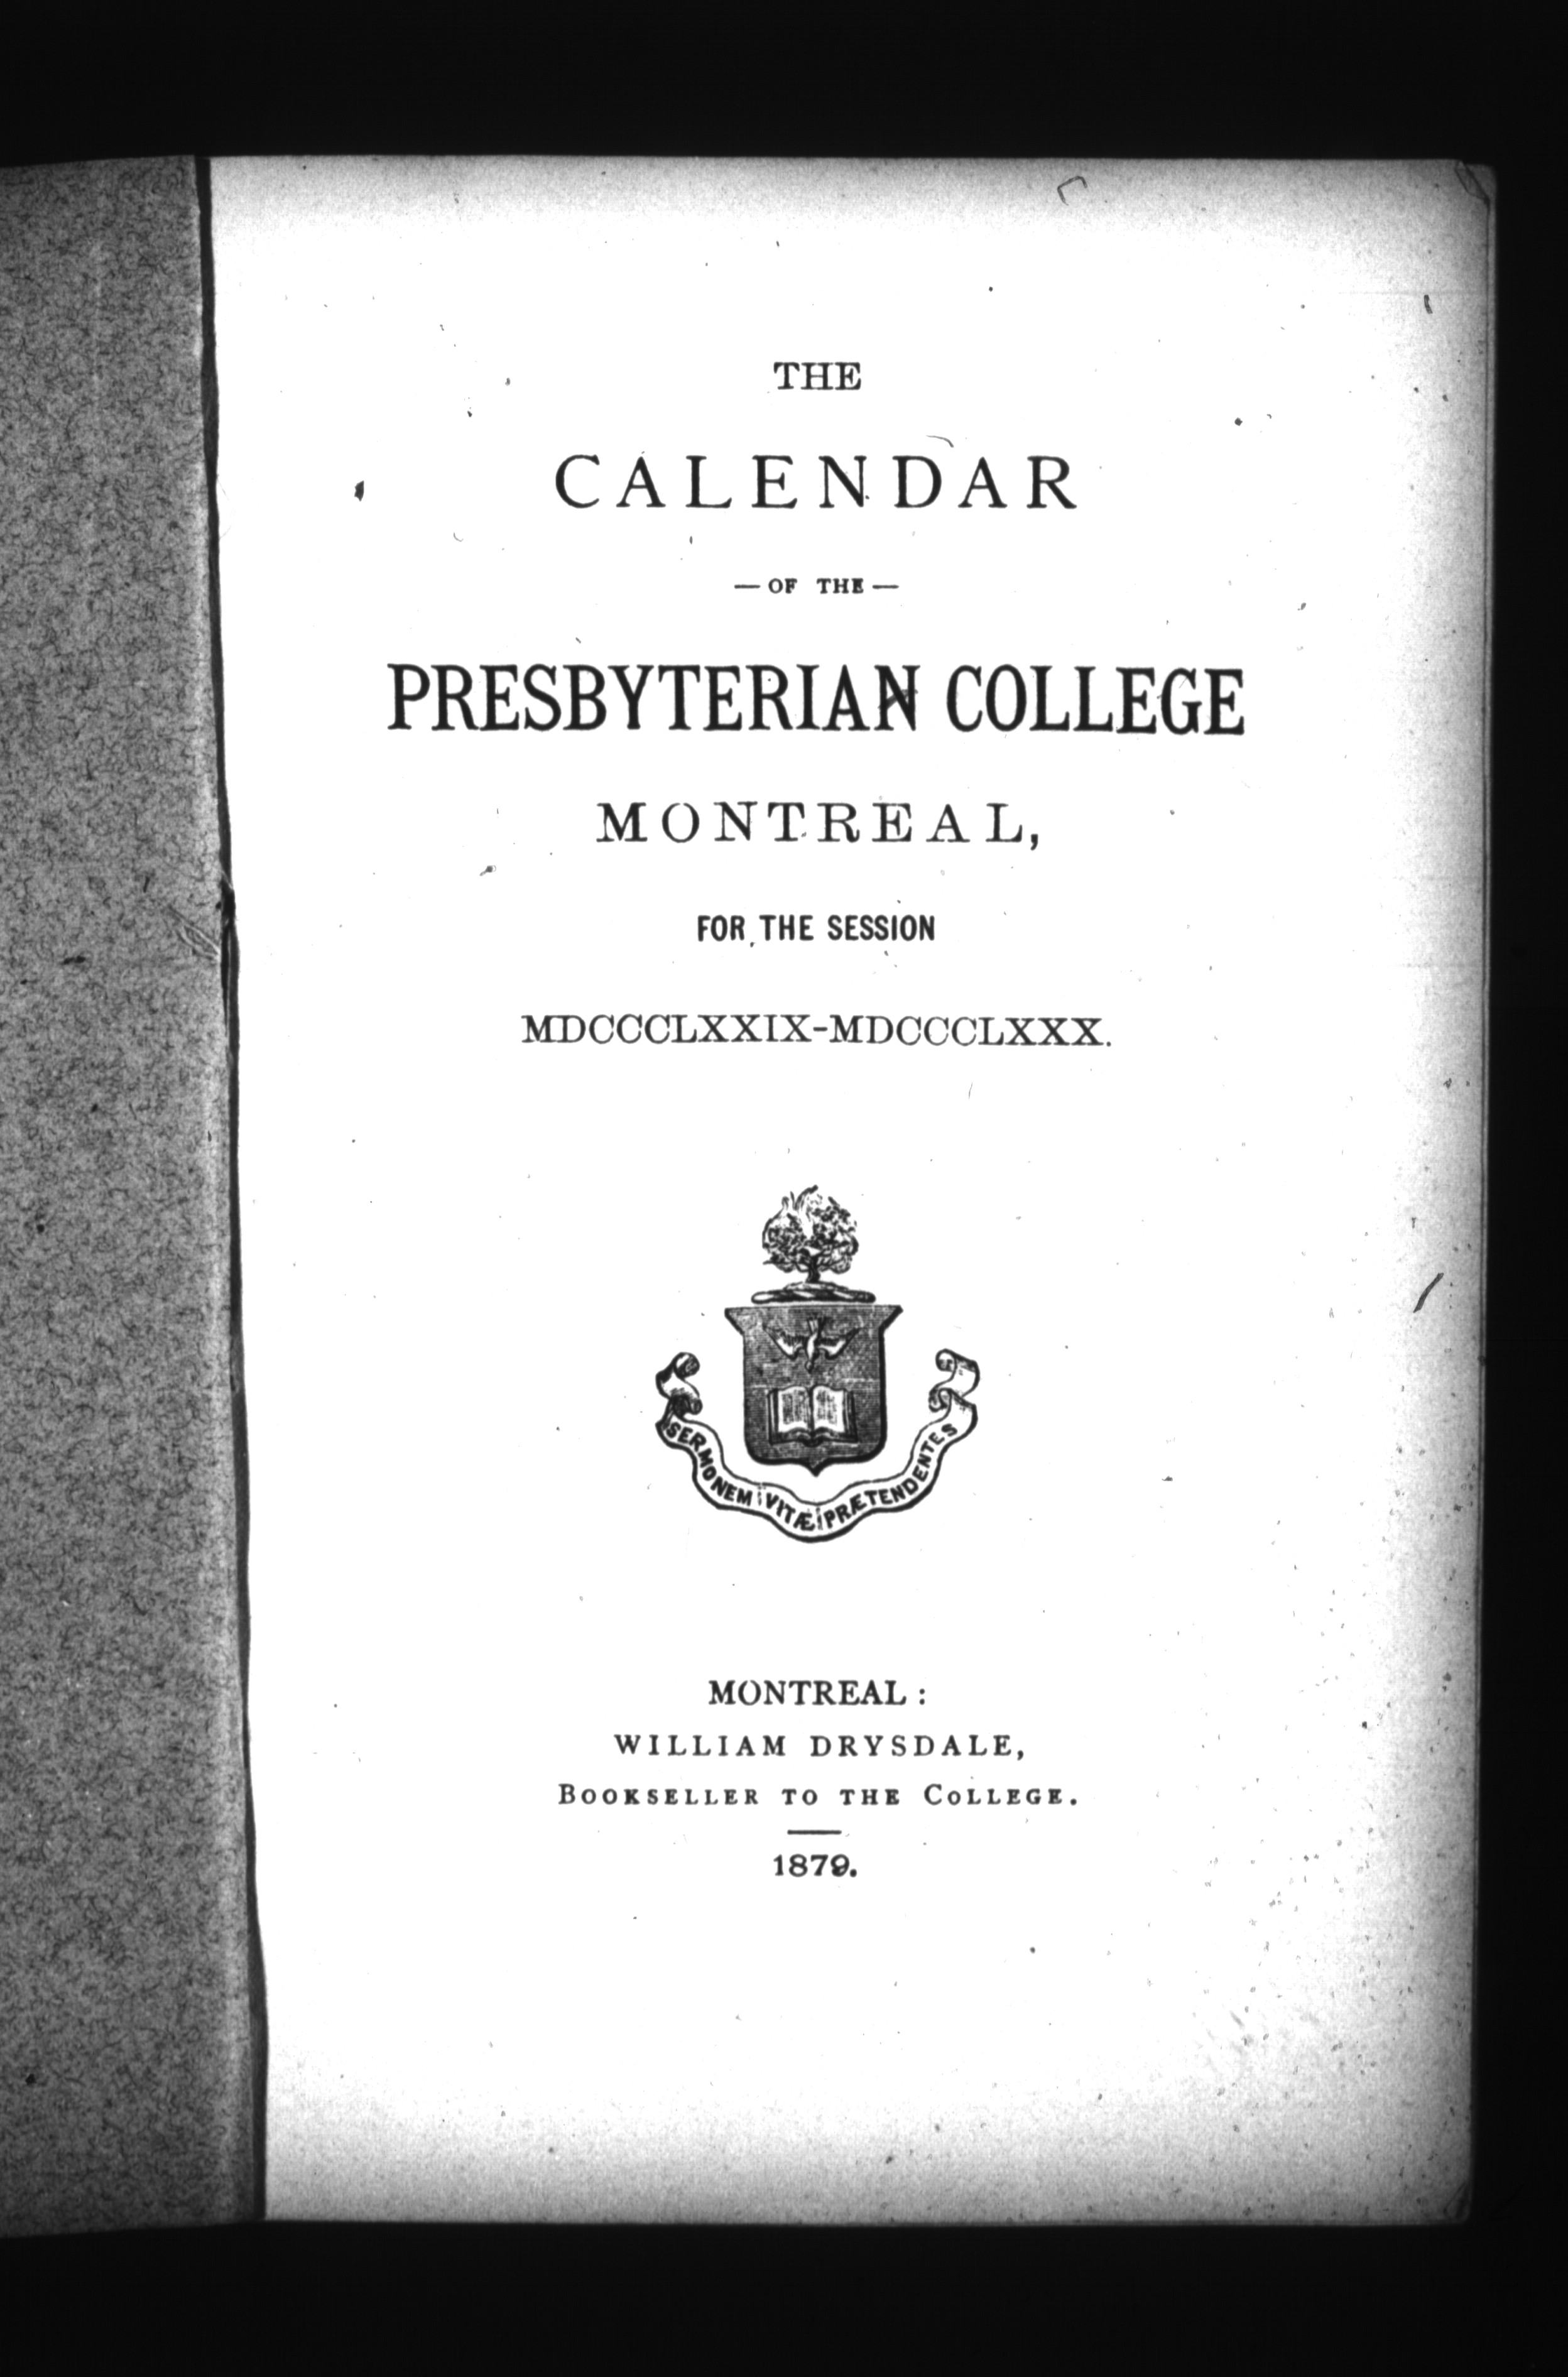 THE
CALENDAR
— OF THE —
PRESBYTERIAN COLLEGE
MONTREAL,
FOR THE SESSION
MDCCCLXXIX-MDCCCLXXX.
SERMONEM VITÆ PRÆTENDENTES
MONTREAL :
WILLIAM DRYSDALE,
BOOKSELLER TO THE COLLEGE.
1879.